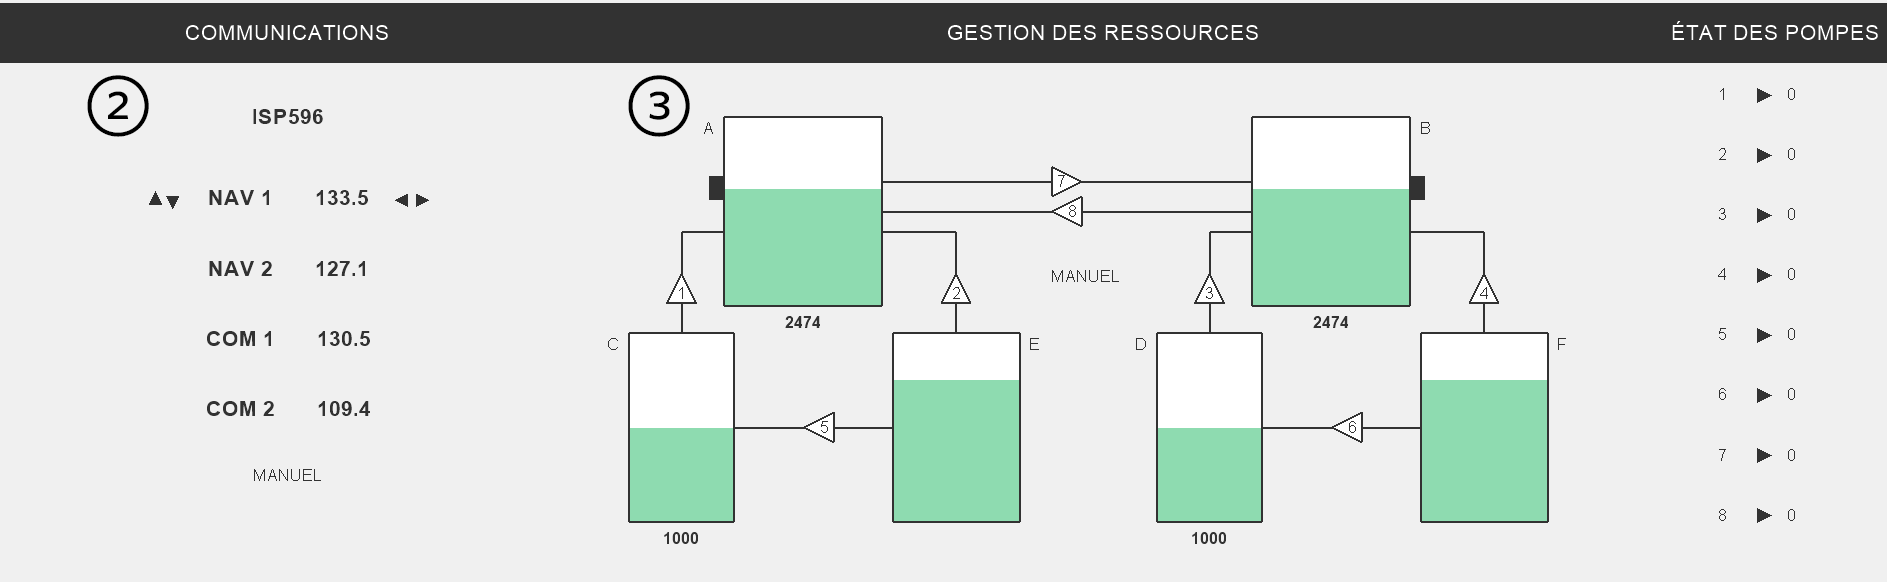 COMMUNICATIONS
GESTION DES RESSOURCES
ÉTAT DES POMPES
2
ISP596
NAV 1 133.5
NAV 2 127.1
COM 1 130.5
COM 2 109.4
MANUEL
3
A
B
7
8
MANUEL
1
2
3
4
2474
2474
C
E
D
F
5
6
1000
1000
1 ▶ 0
2 ▶ 0
3 ▶ 0
4 ▶ 0
5 ▶ 0
6 ▶ 0
7 ▶ 0
8 ▶ 0